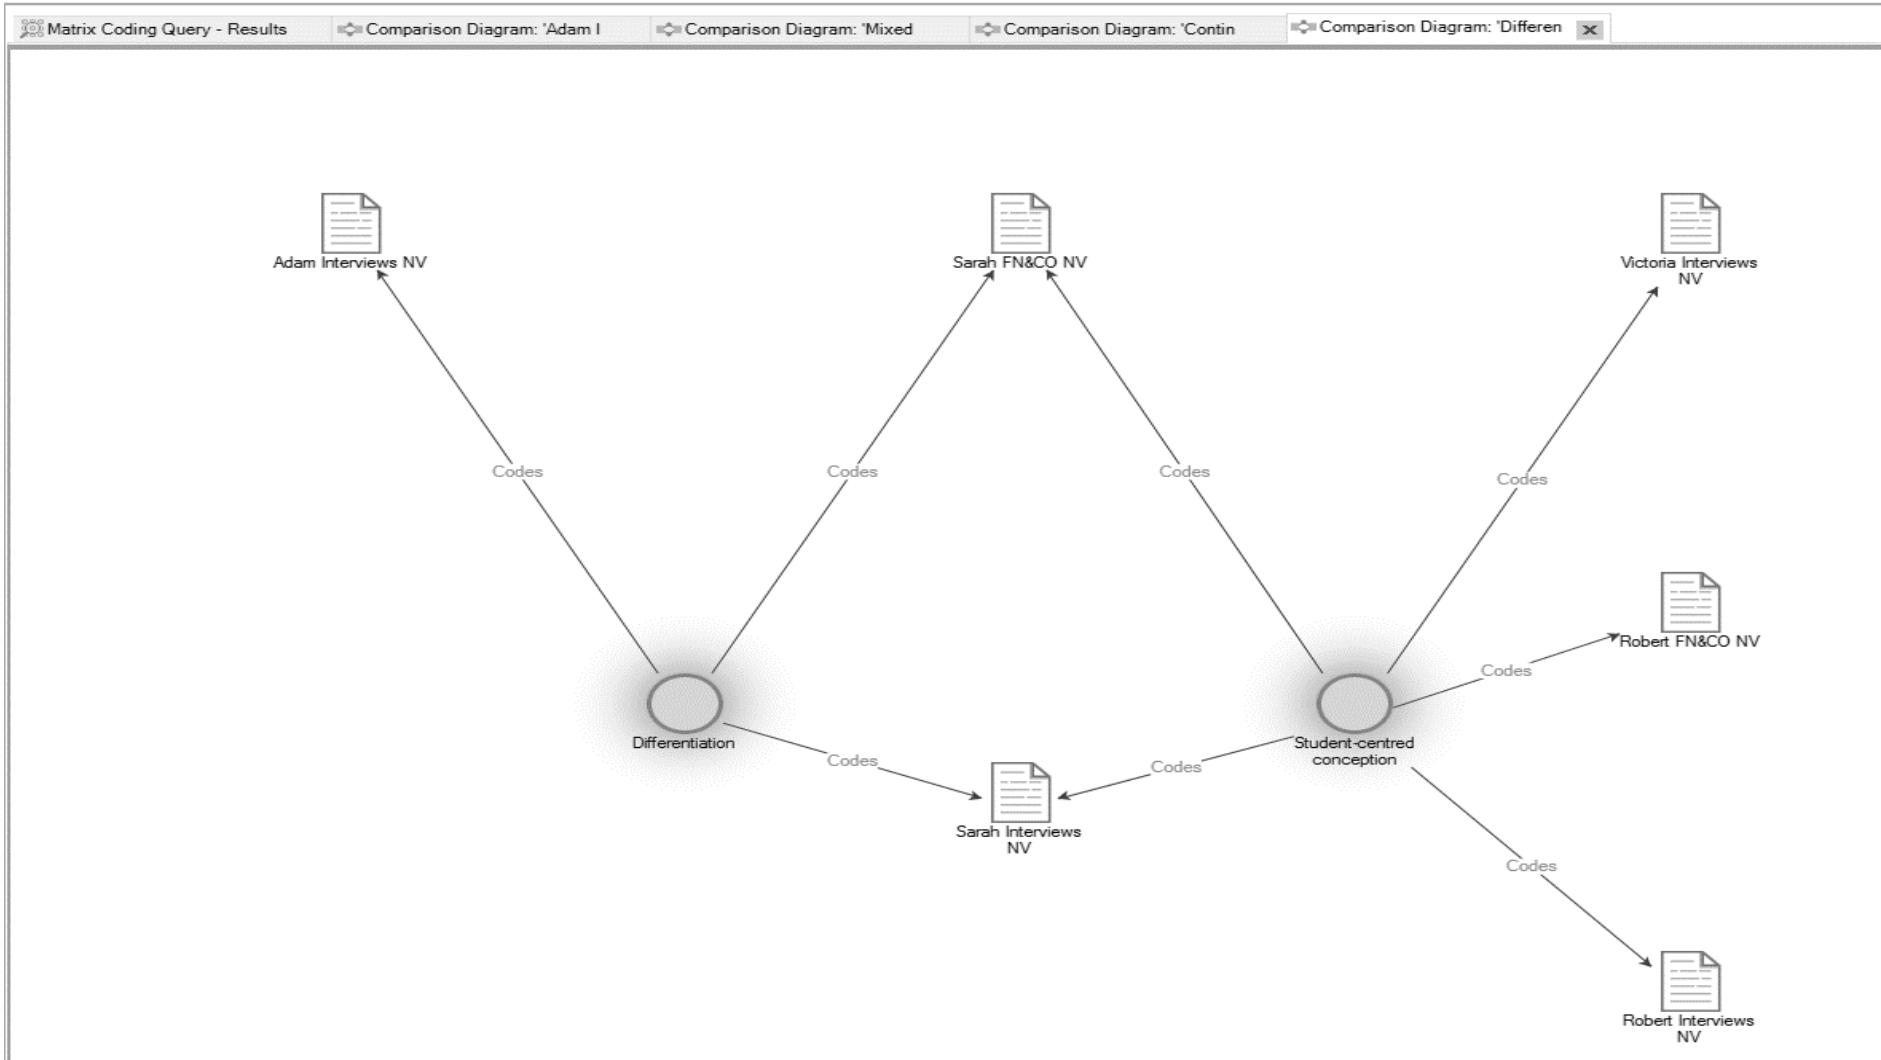 Matrix Coding Query - Results
Comparison Diagram: 'Adam I
Comparison Diagram: 'Mixed
Comparison Diagram: 'Contin
Comparison Diagram: 'Differen
Adam Interviews NV
Sarah FN&CO NV
Victoria Interviews
NV
Codes
Codes
Codes
Codes
Robert FN&CO NV
Codes
Differentiation
Student-centred
conception
Codes
Codes
Sarah Interviews
NV
Codes
Robert Interviews
NV